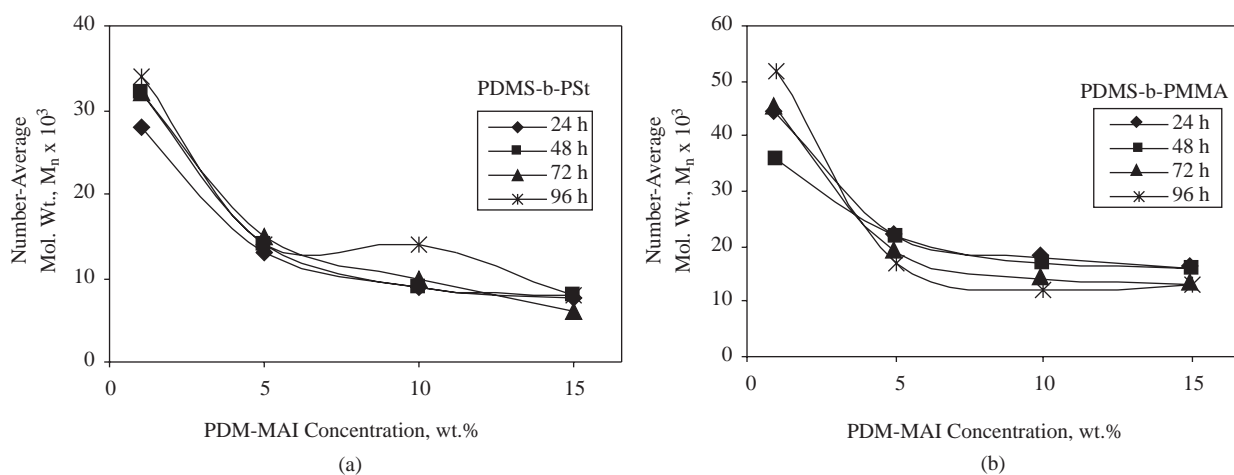 Number-Average
Mol. Wt., Mn x 10³
40
30
20
10
0
0 5 10 15
PDMS-b-PSt
24 h
48 h
72 h
96 h
PDM-MAI Concentration, wt.%
(a)
Number-Average
Mol. Wt., Mn x 10³
60
50
40
30
20
10
0
0 5 10 15
PDMS-b-PMMA
24 h
48 h
72 h
96 h
PDM-MAI Concentration, wt.%
(b)